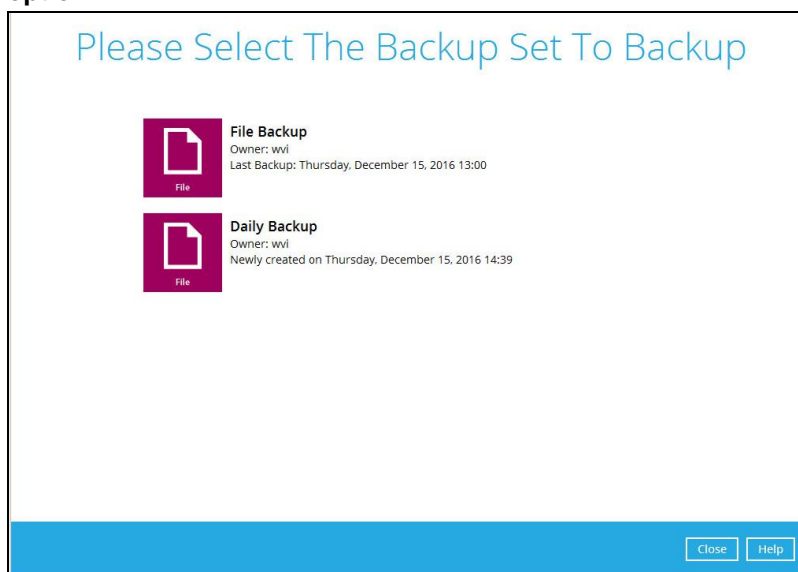 Please Select The Backup Set To Backup
File Backup
Owner: wvi
Last Backup: Thursday, December 15, 2016 13:00
File
Daily Backup
Owner: wvi
Newly created on Thursday, December 15, 2016 14:39
File
Close Help